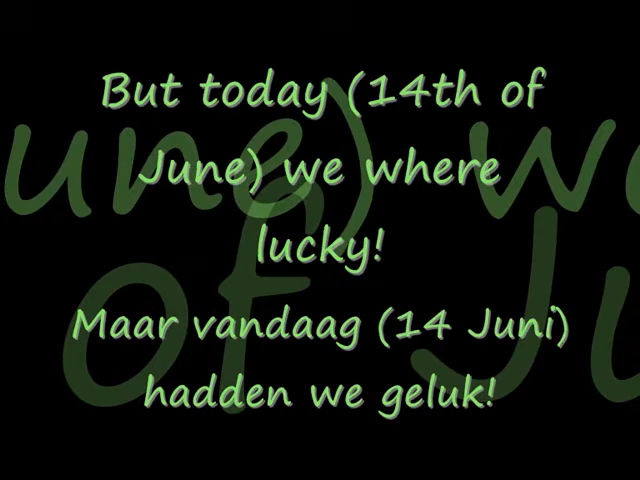 But today (14th of
June) we where
lucky!
Maar vandaag (14 Juni)
hadden we geluk!